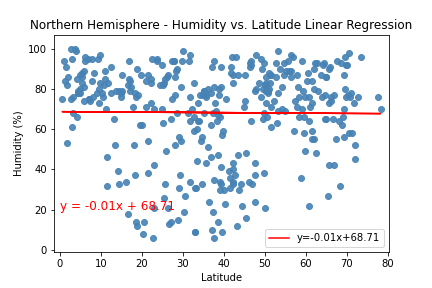 Northern Hemisphere - Humidity vs. Latitude Linear Regression
Humidity (%)
100
80
60
40
20
0
y = -0.01x + 68.71
y=-0.01x+68.71
0 10 20 30 40 50 60 70 80
Latitude